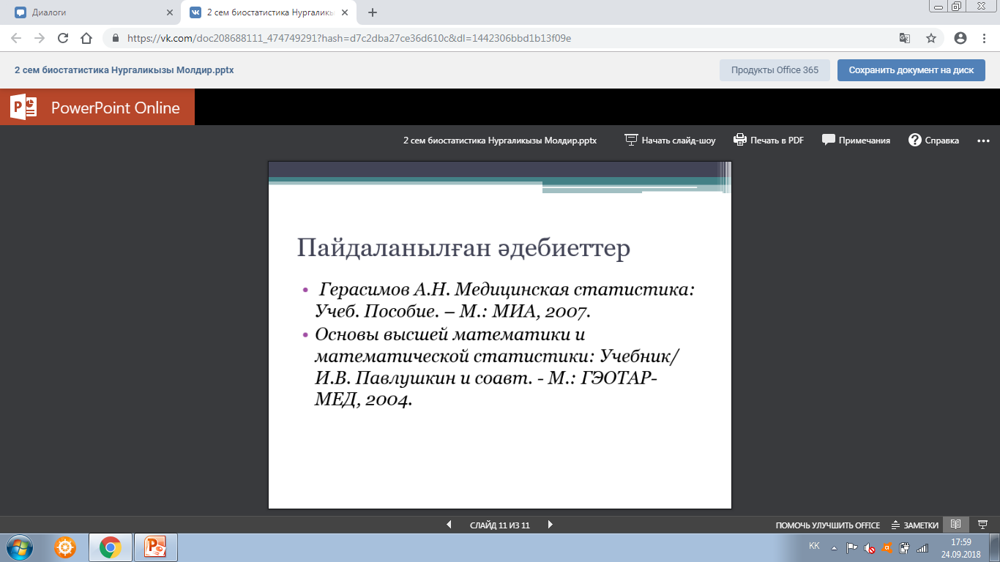 Диалоги
2 сем биостатистика Нургаликы
https://vk.com/doc208688111_474749291?hash=d7c2dba27ce36d610c&dl=1442306bbd1b13f09e
2 сем биостатистика Нургаликызы Молдир.pptx
Продукты Office 365
Сохранить документ на диск
PowerPoint Online
2 сем биостатистика Нургаликызы Молдир.pptx
Начать слайд-шоу
Печать в PDF
Примечания
Справка
Пайдаланылған әдебиеттер
• Герасимов А.Н. Медицинская статистика:
Учеб. Пособие. – М.: МИА, 2007.
• Основы высшей математики и
математической статистики: Учебник/
И.В. Павлушкин и соавт. - М.: ГЭОТАР-
МЕД, 2004.
СЛАЙД 11 ИЗ 11
ПОМОЧЬ УЛУЧШИТЬ OFFICE
ЗАМЕТКИ
KK
17:59
24.09.2018